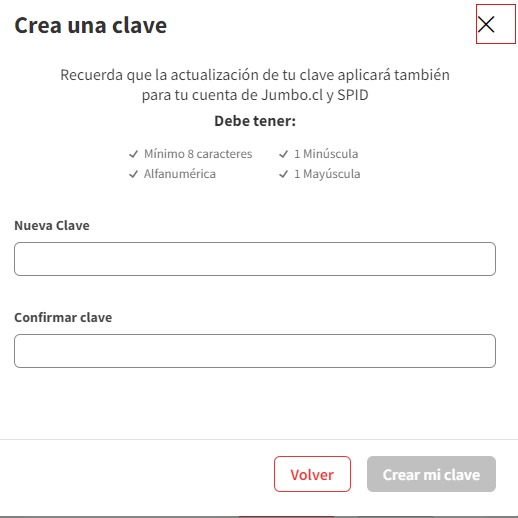 Crea una clave
Recuerda que la actualización de tu clave aplicará también
para tu cuenta de Jumbo.cl y SPID
Debe tener:
Mínimo 8 caracteres
1 Minúscula
Alfanumérica
1 Mayúscula
Nueva Clave
Confirmar clave
Volver
Crear mi clave